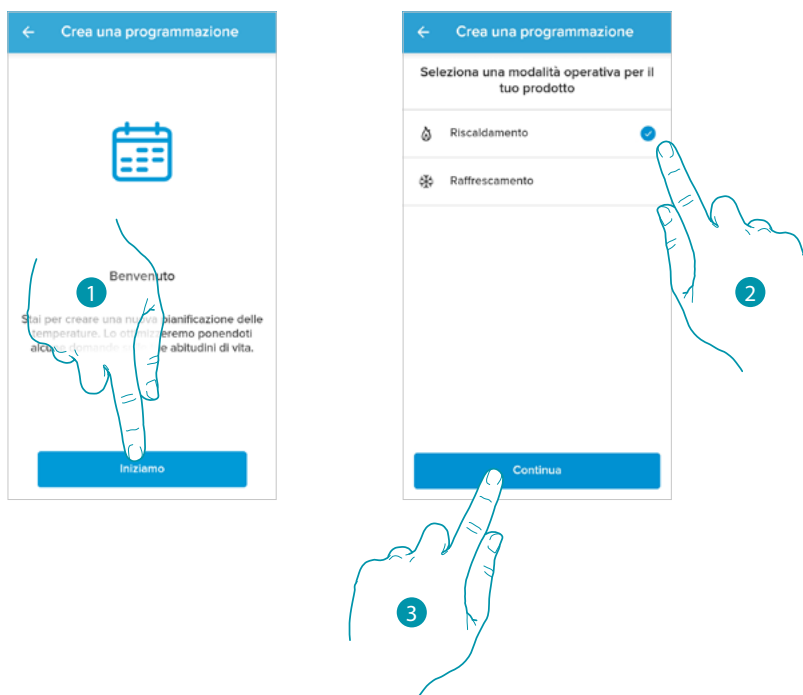 Crea una programmazione
Benvenuto
Stai per creare una nuova pianificazione delle
temperature. Lo ottimizzeremo ponendoti
alcune domande e abitudini di vita.
Iniziamo
1
Crea una programmazione
Seleziona una modalità operativa per il
tuo prodotto
Riscaldamento
Raffrescamento
2
Continua
3